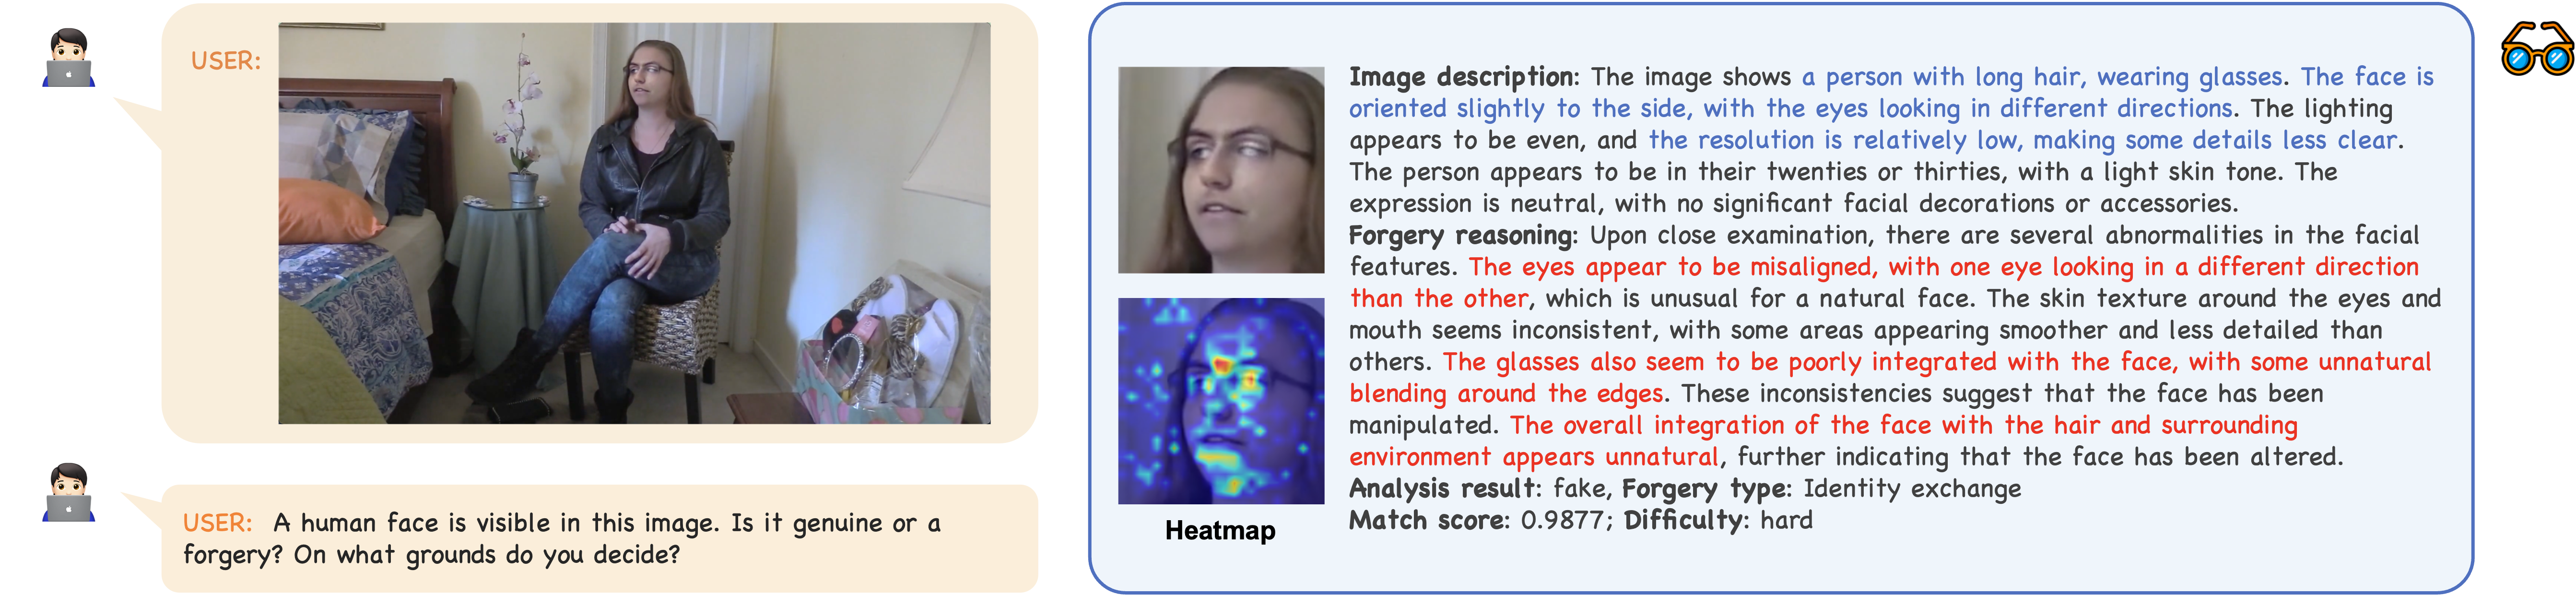 USER:
USER: A human face is visible in this image. Is it genuine or a
forgery? On what grounds do you decide?
Heatmap
Image description: The image shows a person with long hair, wearing glasses. The face is
oriented slightly to the side, with the eyes looking in different directions. The lighting
appears to be even, and the resolution is relatively low, making some details less clear.
The person appears to be in their twenties or thirties, with a light skin tone. The
expression is neutral, with no significant facial decorations or accessories.
Forgery reasoning: Upon close examination, there are several abnormalities in the facial
features. The eyes appear to be misaligned, with one eye looking in a different direction
than the other, which is unusual for a natural face. The skin texture around the eyes and
mouth seems inconsistent, with some areas appearing smoother and less detailed than
others. The glasses also seem to be poorly integrated with the face, with some unnatural
blending around the edges. These inconsistencies suggest that the face has been
manipulated. The overall integration of the face with the hair and surrounding
environment appears unnatural, further indicating that the face has been altered.
Analysis result: fake, Forgery type: Identity exchange
Match score: 0.9877; Difficulty: hard